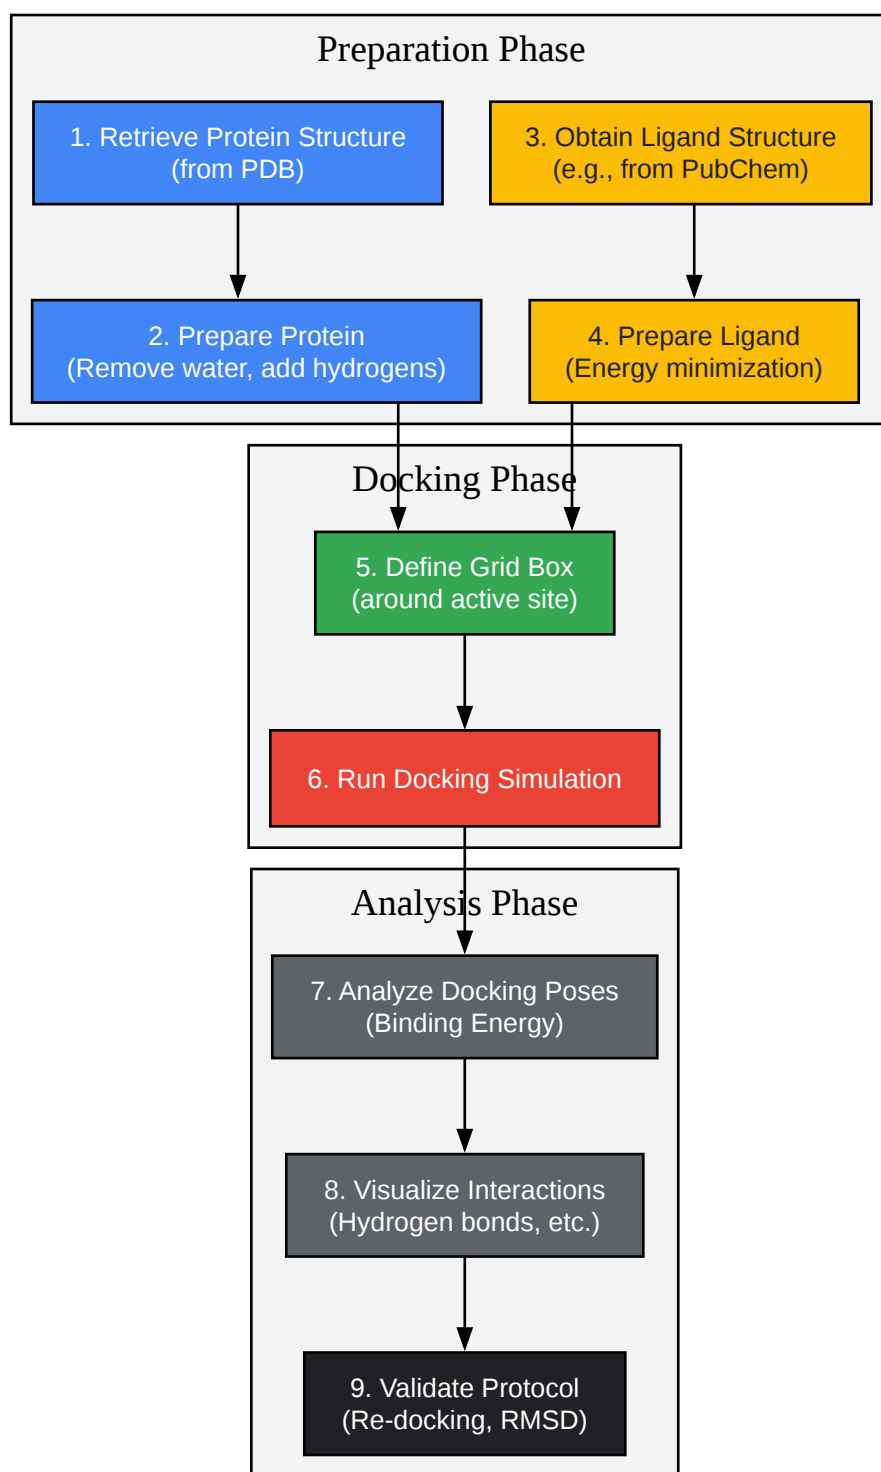 Preparation Phase
1. Retrieve Protein Structure
(from PDB)
3. Obtain Ligand Structure
(e.g., from PubChem)
2. Prepare Protein
(Remove water, add hydrogens)
4. Prepare Ligand
(Energy minimization)
Docking Phase
5. Define Grid Box
(around active site)
6. Run Docking Simulation
Analysis Phase
7. Analyze Docking Poses
(Binding Energy)
8. Visualize Interactions
(Hydrogen bonds, etc.)
9. Validate Protocol
(Re-docking, RMSD)